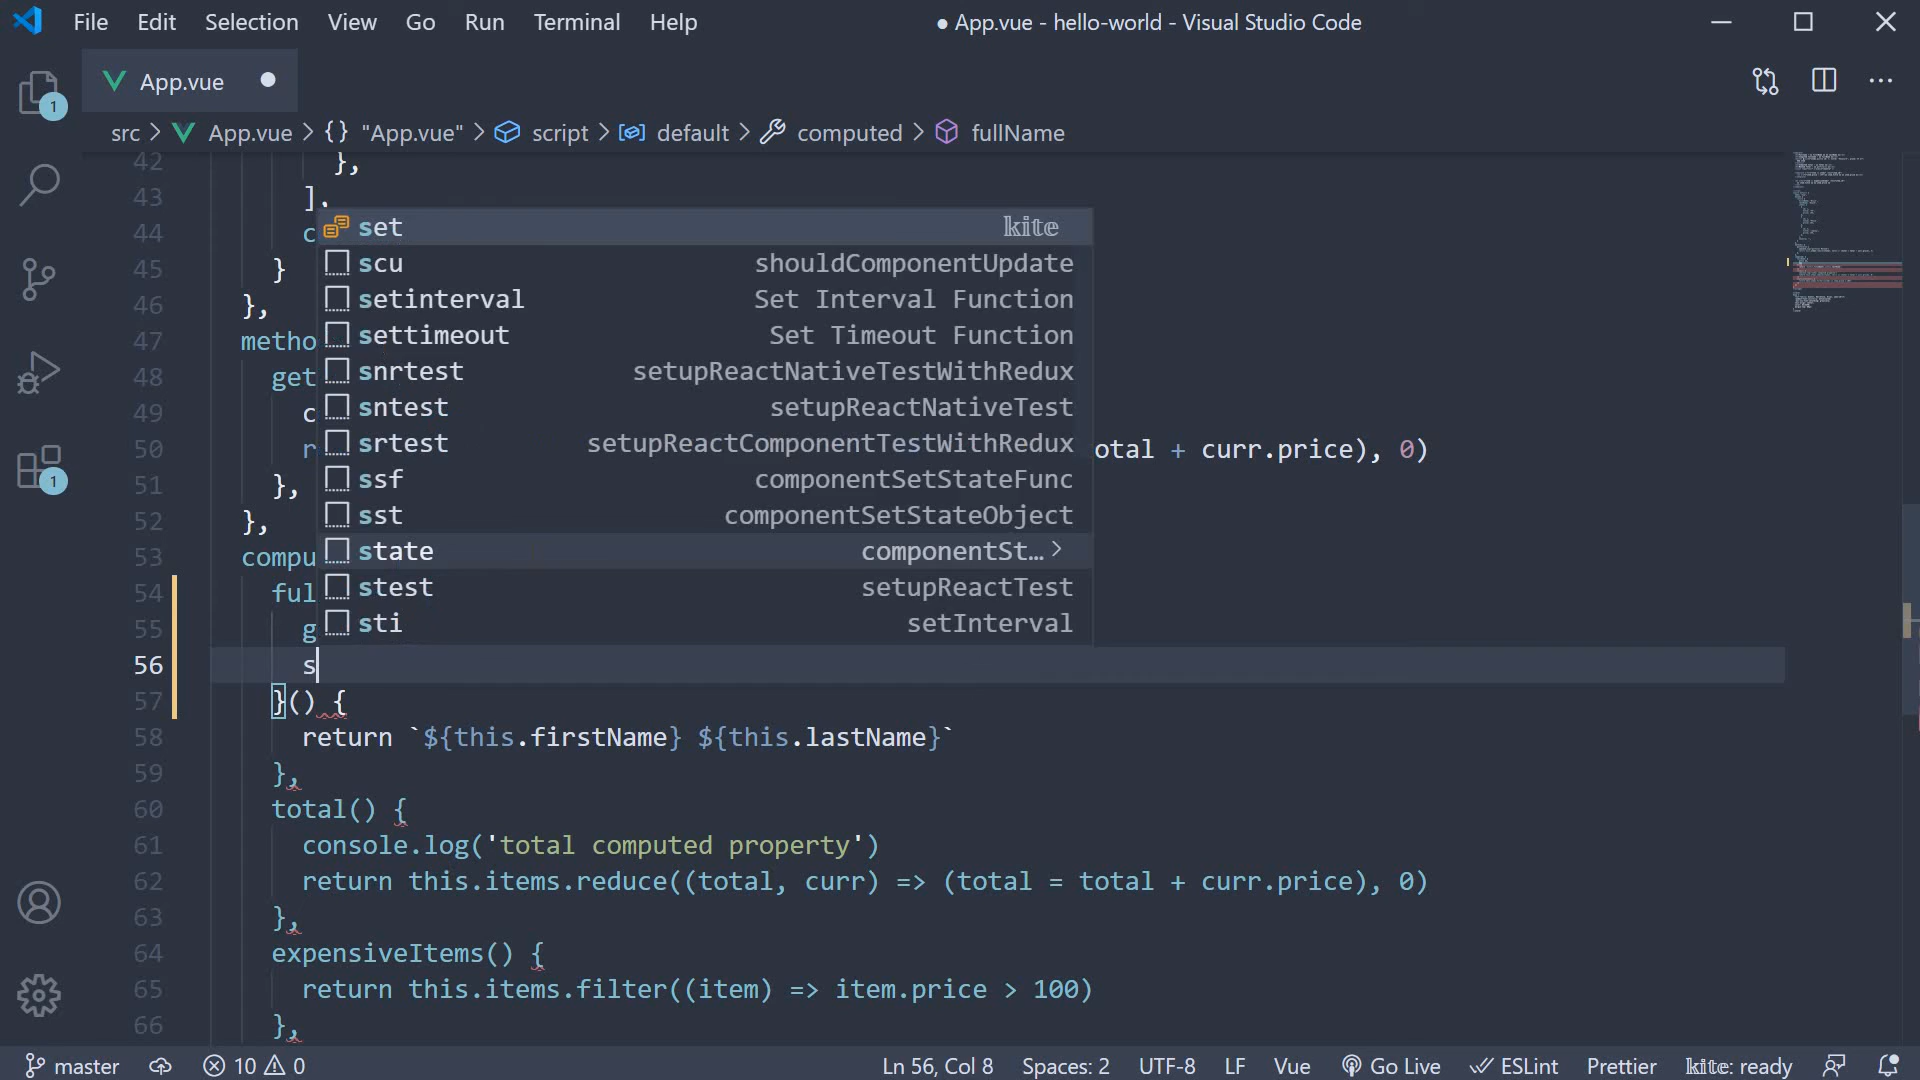 File Edit Selection View Go Run Terminal Help ● App.vue - hello-world - Visual Studio Code
App.vue
src > App.vue > {} "App.vue" > script > default > computed > fullName
1
1
42 },
43 ],
44 c
45 }
46 },
47 metho
48 get
49 c
50 r otal + curr.price), 0)
51 },
52 },
53 compu
54 ful
55 g
56 s
57 }() {
58 return `${this.firstName} ${this.lastName}`
59 },
60 total() {
61 console.log('total computed property')
62 return this.items.reduce((total, curr) => (total = total + curr.price), 0)
63 },
64 expensiveItems() {
65 return this.items.filter((item) => item.price > 100)
66 },
set kite
scu shouldComponentUpdate
setinterval Set Interval Function
settimeout Set Timeout Function
snrtest setupReactNativeTestWithRedux
sntest setupReactNativeTest
srtest setupReactComponentTestWithRedux
ssf componentSetStateFunc
sst componentSetStateObject
state componentSt… >
stest setupReactTest
sti setInterval
master 10 0 Ln 56, Col 8 Spaces: 2 UTF-8 LF Vue Go Live ESLint Prettier kite: ready